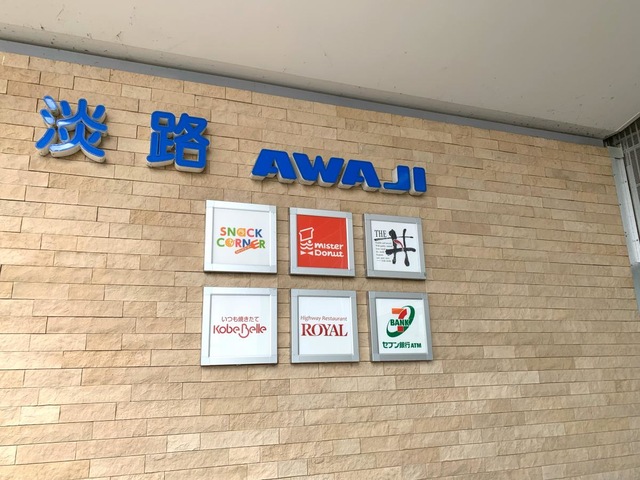 淡路 AWAJI
SNACK
CORNER
mister
Donut
THE
丼
いつも焼きたて
KobeBelle
Highway Restaurant
ROYAL
7
BANK
セブン銀行ATM